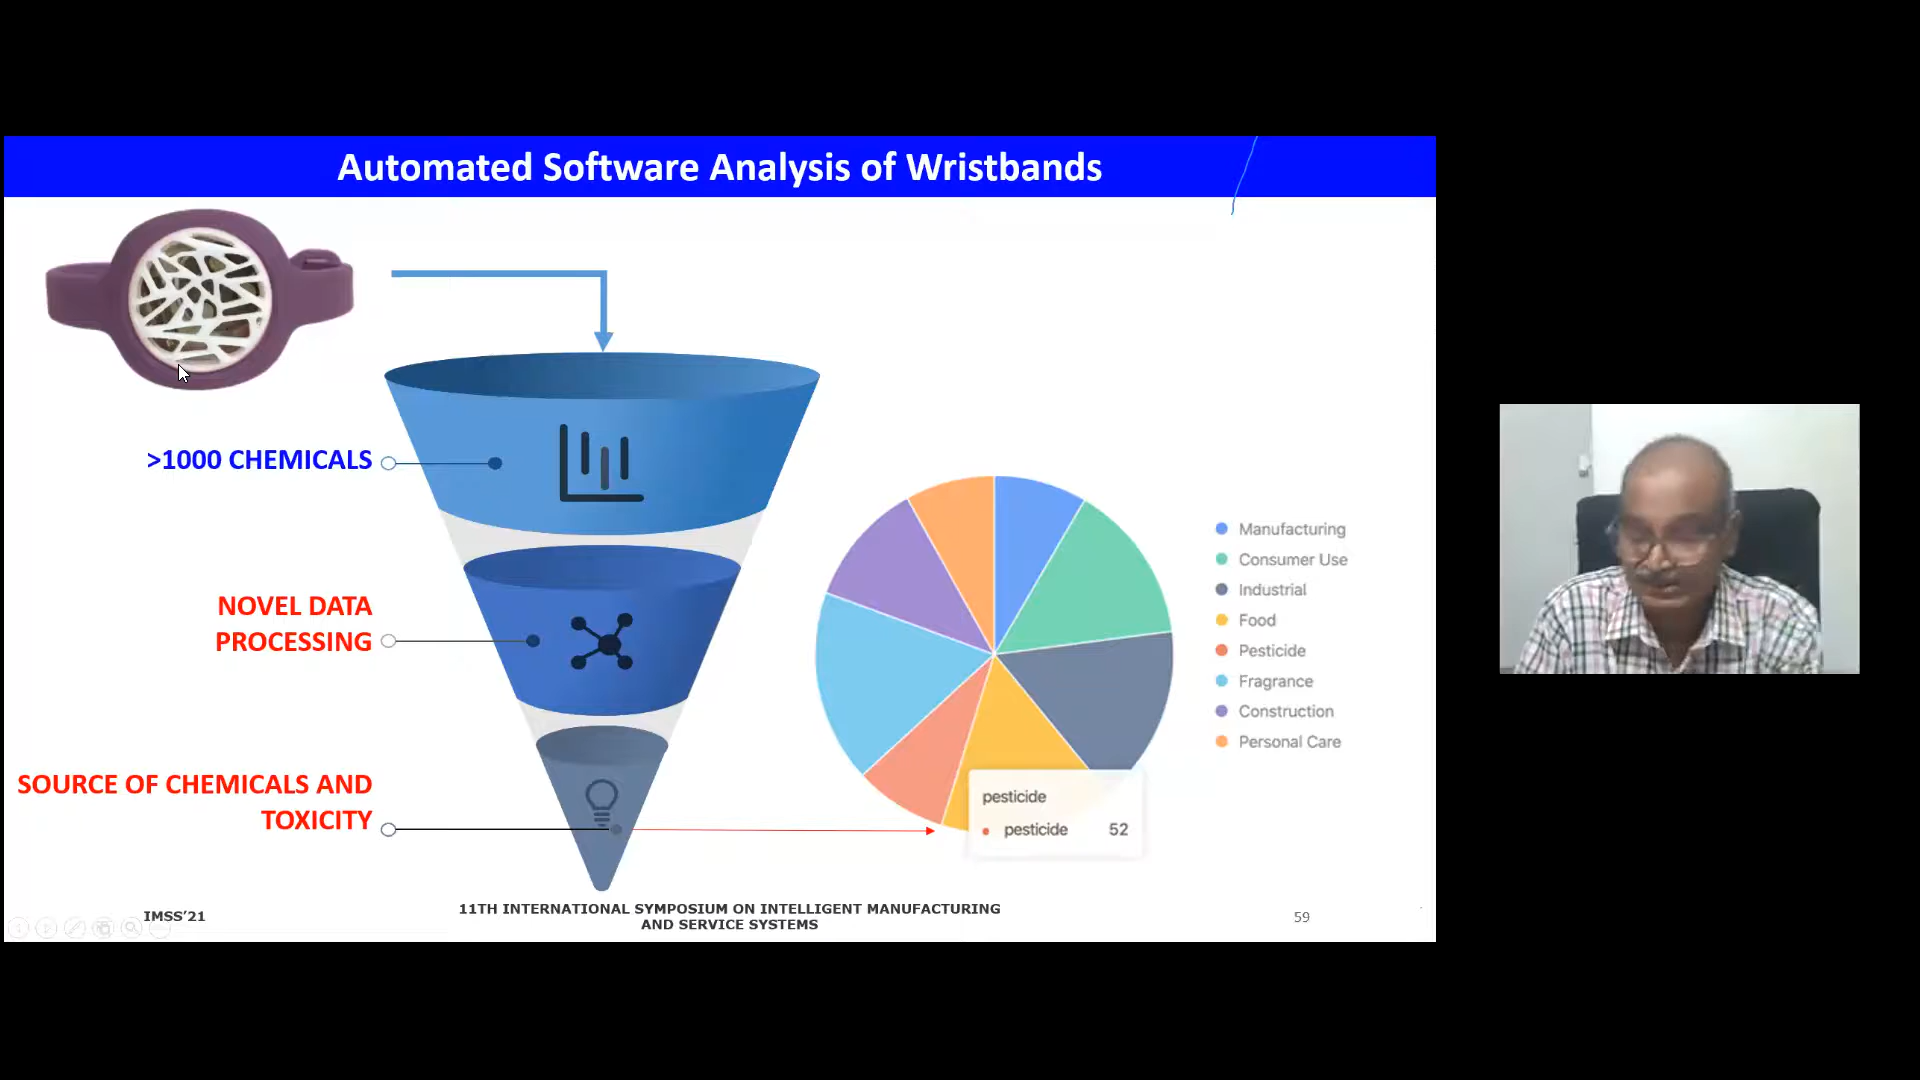 Automated Software Analysis of Wristbands
>1000 CHEMICALS
NOVEL DATA
PROCESSING
SOURCE OF CHEMICALS AND
TOXICITY
Manufacturing
Consumer Use
Industrial
Food
Pesticide
Fragrance
Construction
Personal Care
pesticide
pesticide 52
IMSS'21
11TH INTERNATIONAL SYMPOSIUM ON INTELLIGENT MANUFACTURING
AND SERVICE SYSTEMS
59